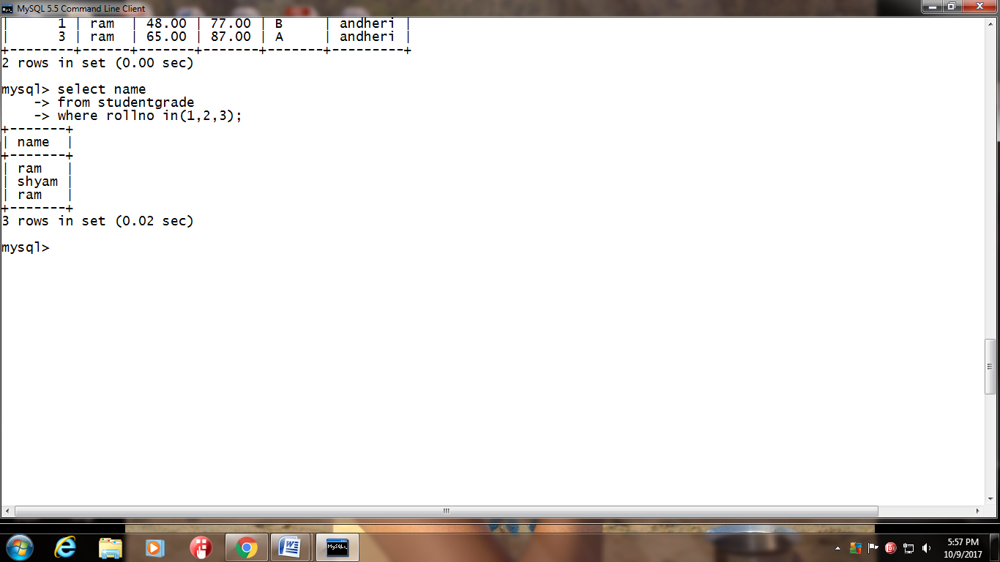 MySQL 5.5 Command Line Client
|      1 | ram  | 48.00 | 77.00 | B     | andheri |
|      3 | ram  | 65.00 | 87.00 | A     | andheri |
+--------+------+-------+-------+-------+---------+
2 rows in set (0.00 sec)
mysql> select name
    -> from studentgrade
    -> where rollno in(1,2,3);
+-------+
| name  |
+-------+
| ram   |
| shyam |
| ram   |
+-------+
3 rows in set (0.02 sec)
mysql>
MySQL
5:57 PM
10/9/2017